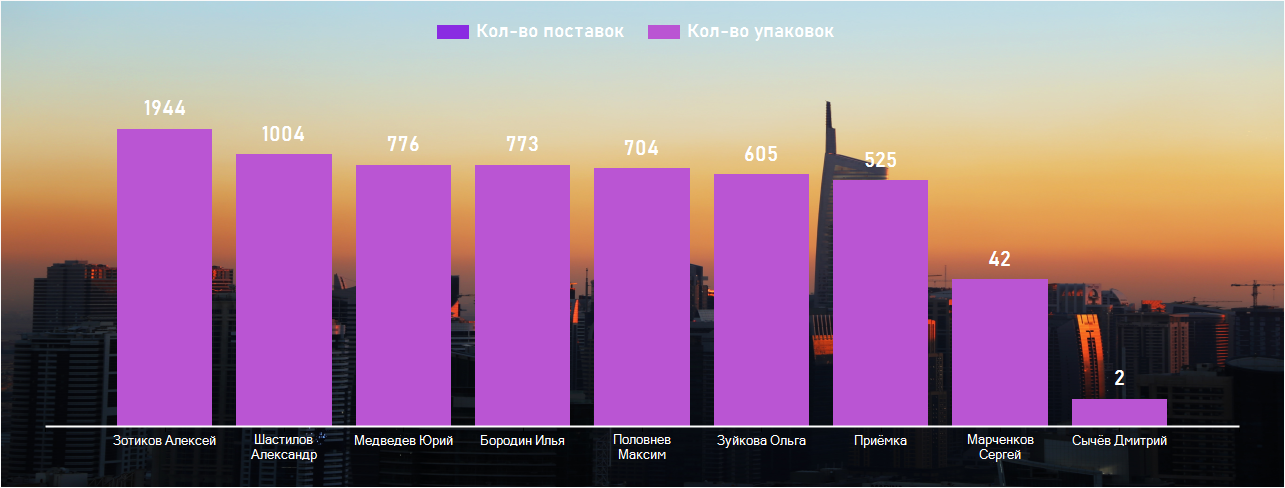 Кол-во поставок Кол-во упаковок
1944
1004
776
773
704
605
525
42
2
Зотиков Алексей
Шастилов
Александр
Медведев Юрий
Бородин Илья
Половнев
Максим
Зуйкова Ольга
Приёмка
Марченков
Сергей
Сычёв Дмитрий